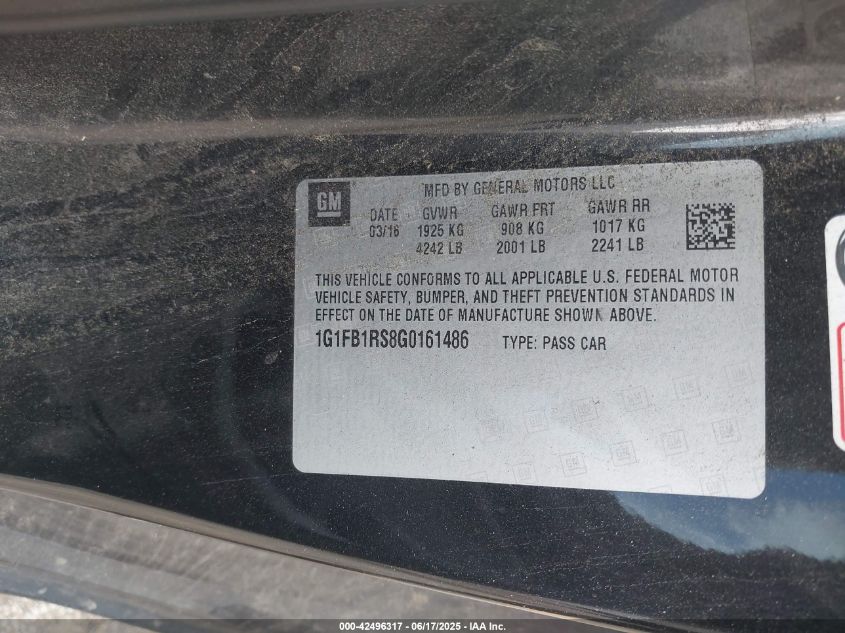 GM
MFD BY GENERAL MOTORS LLC
DATE GVWR GAWR FRT GAWR RR
03/16 1925 KG 908 KG 1017 KG
4242 LB 2001 LB 2241 LB
THIS VEHICLE CONFORMS TO ALL APPLICABLE U.S. FEDERAL MOTOR
VEHICLE SAFETY, BUMPER, AND THEFT PREVENTION STANDARDS IN
EFFECT ON THE DATE OF MANUFACTURE SHOWN ABOVE.
1G1FB1RS8G0161486 TYPE: PASS CAR
000-42496317 / 06/17/2025 - IAA Inc.